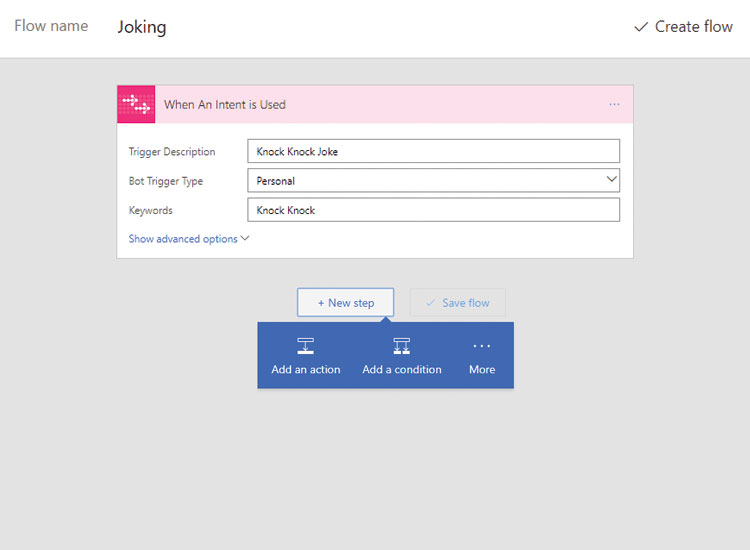 Flow name Joking Create flow
When An Intent is Used ...
Trigger Description Knock Knock Joke
Bot Trigger Type Personal
Keywords Knock Knock
Show advanced options
+ New step Save flow
Add an action Add a condition More